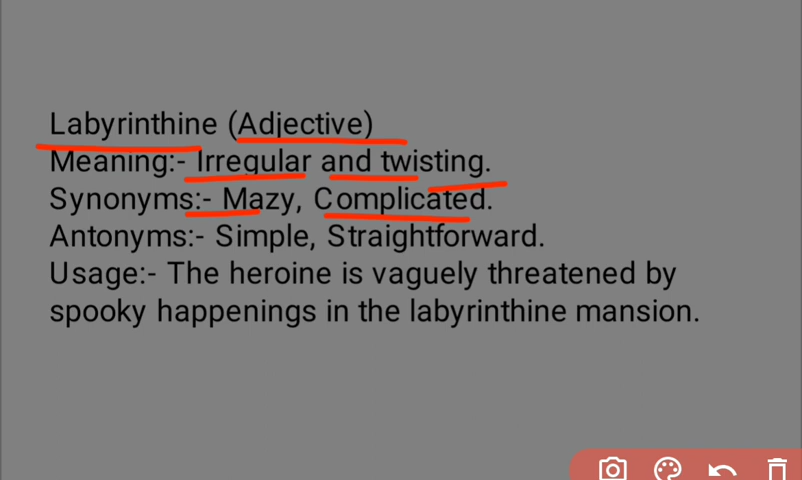 Labyrinthine (Adjective)
Meaning:- Irregular and twisting.
Synonyms:- Mazy, Complicated.
Antonyms:- Simple, Straightforward.
Usage:- The heroine is vaguely threatened by
spooky happenings in the labyrinthine mansion.